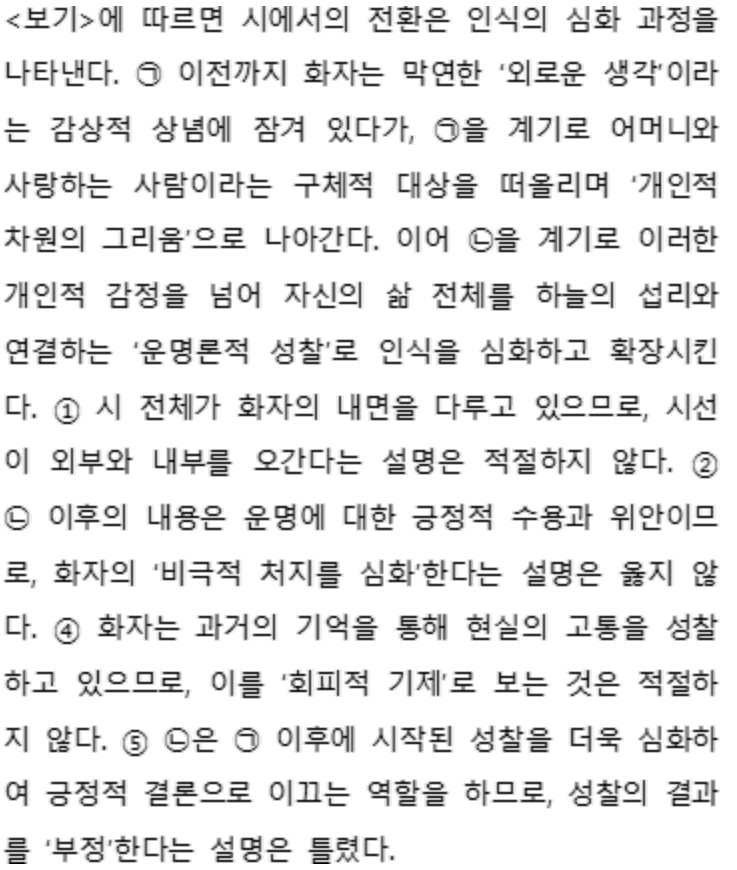 <보기>에 따르면 시에서의 전환은 인식의 심화 과정을
나타낸다. ㉠ 이전까지 화자는 막연한 '외로운 생각'이라
는 감상적 상념에 잠겨 있다가, ㉠을 계기로 어머니와
사랑하는 사람이라는 구체적 대상을 떠올리며 '개인적
차원의 그리움'으로 나아간다. 이어 ㉡을 계기로 이러한
개인적 감정을 넘어 자신의 삶 전체를 하늘의 섭리와
연결하는 '운명론적 성찰'로 인식을 심화하고 확장시킨
다. ① 시 전체가 화자의 내면을 다루고 있으므로, 시선
이 외부와 내부를 오간다는 설명은 적절하지 않다. ②
㉡ 이후의 내용은 운명에 대한 긍정적 수용과 위안이므
로, 화자의 '비극적 처지를 심화'한다는 설명은 옳지 않
다. ④ 화자는 과거의 기억을 통해 현실의 고통을 성찰
하고 있으므로, 이를 '회피적 기제'로 보는 것은 적절하
지 않다. ⑤ ㉡은 ㉠ 이후에 시작된 성찰을 더욱 심화하
여 긍정적 결론으로 이끄는 역할을 하므로, 성찰의 결과
를 '부정'한다는 설명은 틀렸다.